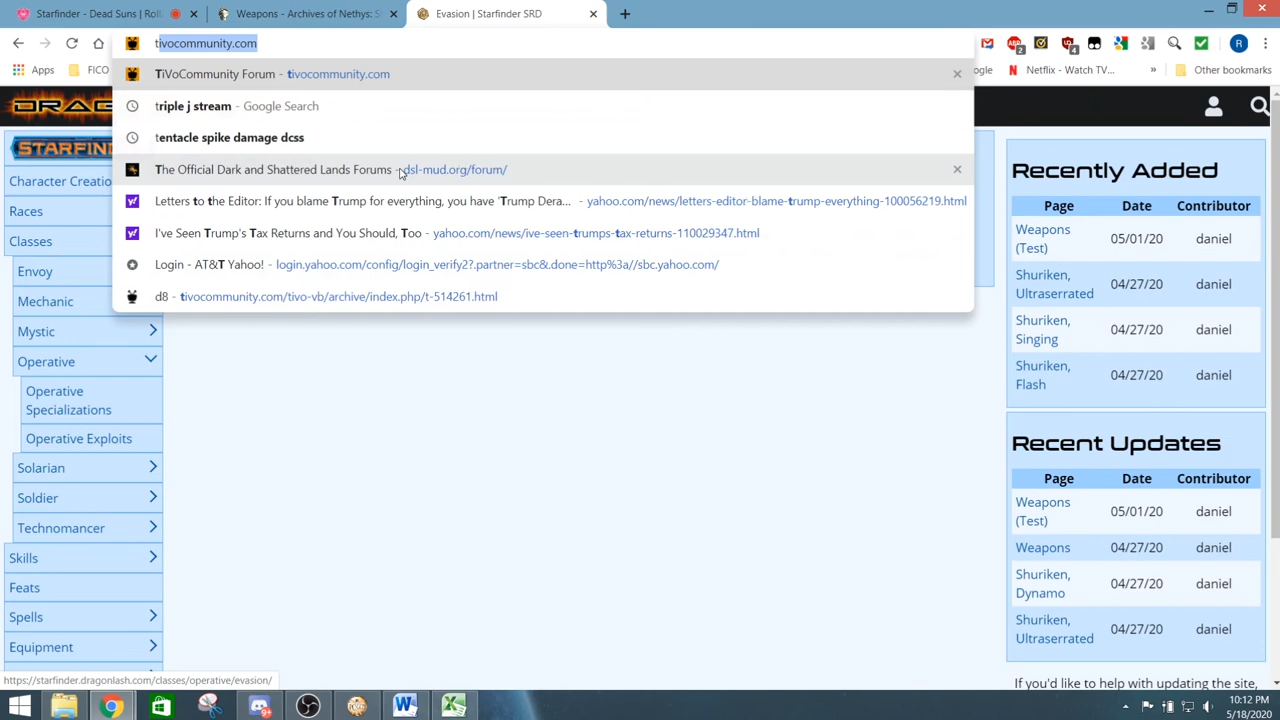 Starfinder - Dead Suns | Roll
Weapons - Archives of Nethys: S
Evasion | Starfinder SRD
tivocommunity.com
2
4
R
Apps
FICO
ogle
Netflix - Watch TV...
»
Other bookmarks
TiVoCommunity Forum - tivocommunity.com
triple j stream - Google Search
tentacle spike damage dcss
The Official Dark and Shattered Lands Forums - dsl-mud.org/forum/
Letters to the Editor: If you blame Trump for everything, you have 'Trump Dera... - yahoo.com/news/letters-editor-blame-trump-everything-100056219.html
I've Seen Trump's Tax Returns and You Should, Too - yahoo.com/news/ive-seen-trumps-tax-returns-110029347.html
Login - AT&T Yahoo! - login.yahoo.com/config/login_verify2?.partner=sbc&.done=http%3a//sbc.yahoo.com/
d8 - tivocommunity.com/tivo-vb/archive/index.php/t-514261.html
DRAG
STARFIN
Character Creatio
Races
Classes
Envoy
Mechanic
Mystic
Operative
Operative
Specializations
Operative Exploits
Solarian
Soldier
Technomancer
Skills
Feats
Spells
Equipment
Recently Added
Page Date Contributor
Weapons
(Test) 05/01/20 daniel
Shuriken,
Ultraserrated 04/27/20 daniel
Shuriken,
Singing 04/27/20 daniel
Shuriken,
Flash 04/27/20 daniel
Recent Updates
Page Date Contributor
Weapons
(Test) 05/01/20 daniel
Weapons 04/27/20 daniel
Shuriken,
Dynamo 04/27/20 daniel
Shuriken,
Ultraserrated 04/27/20 daniel
If you'd like to help with updating the site,
https://starfinder.dragonlash.com/classes/operative/evasion/
10:12 PM
5/18/2020